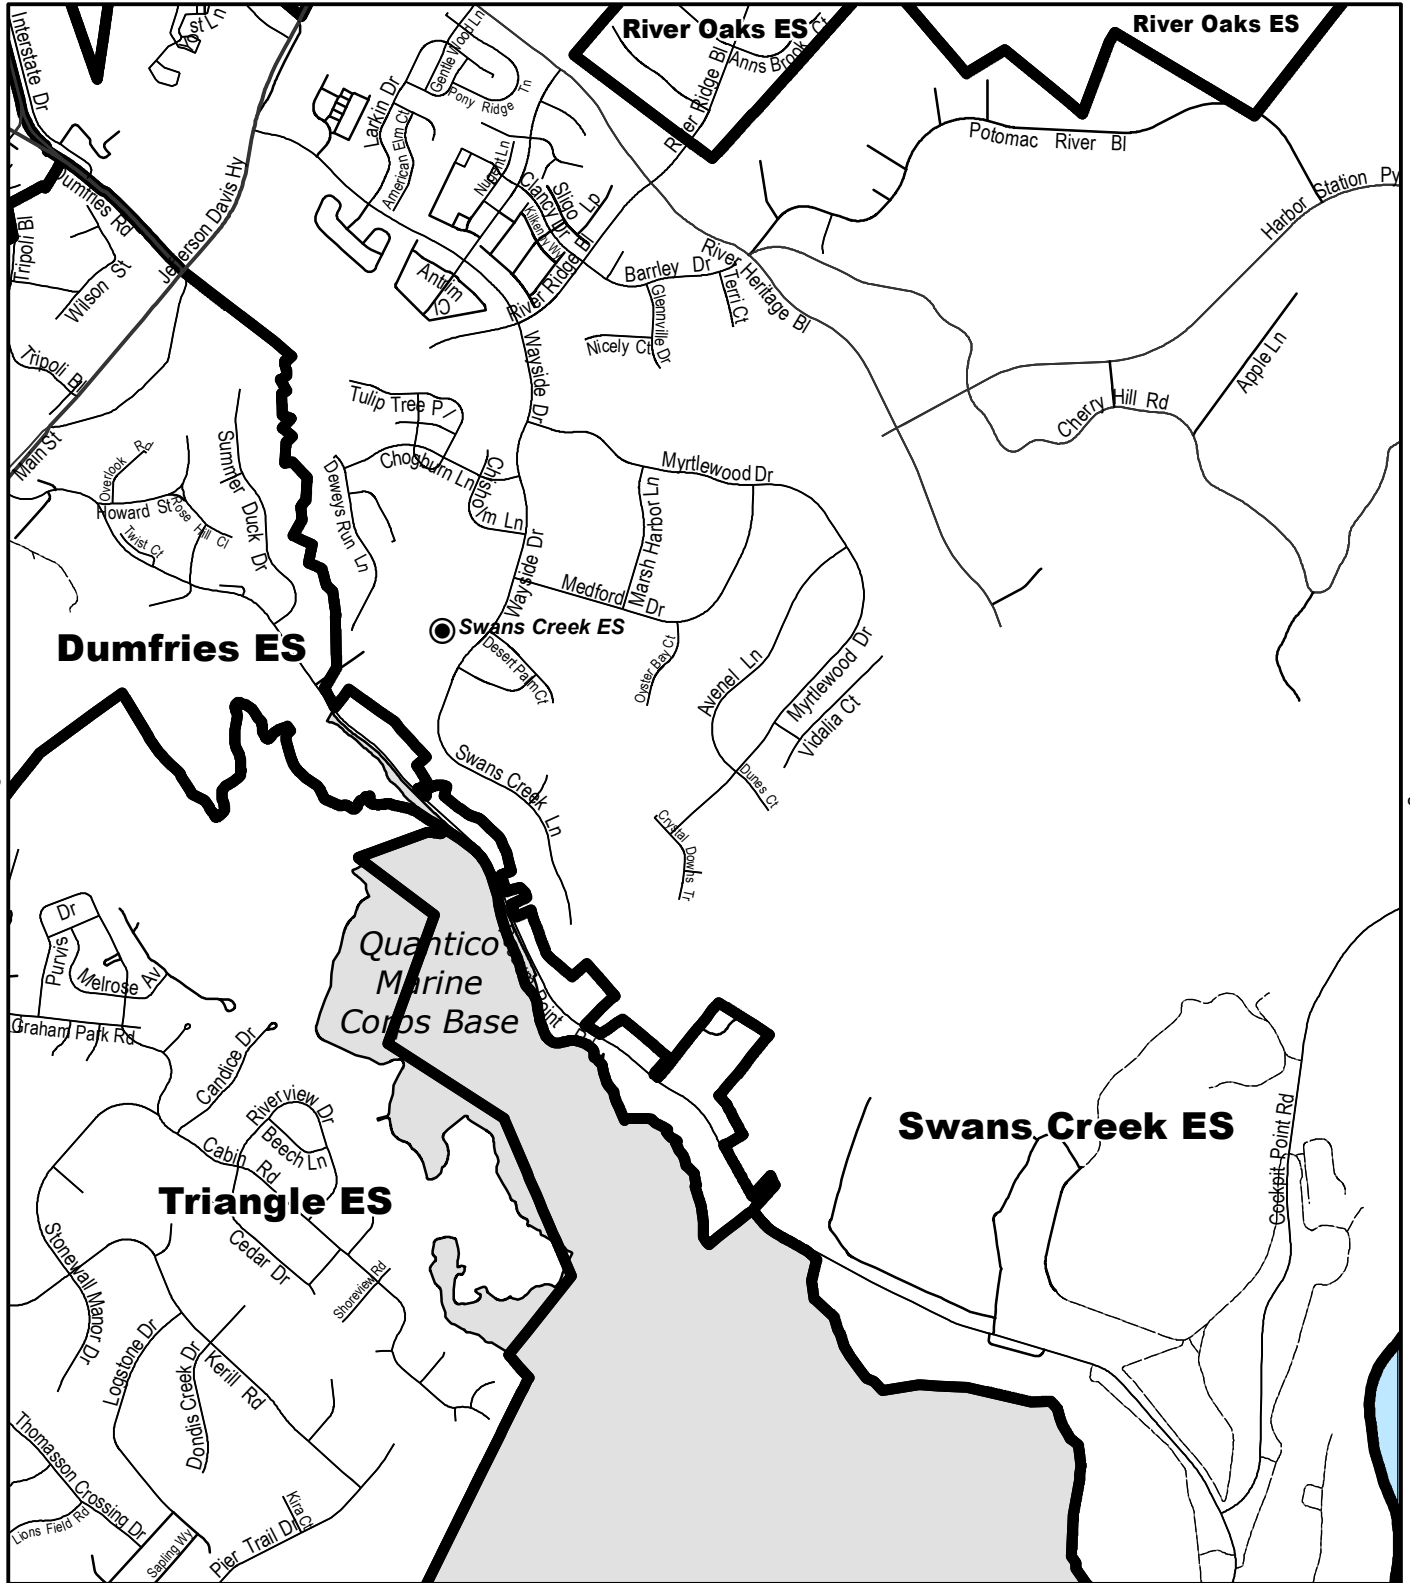 River Oaks ES
River Oaks ES
Interstate Dr
Gentle Wood Ln
Pony Ridge Tn
Larkin Dr
American Elm Ct
Anns Brook Ct
River Ridge Bl
Potomac River Bl
Harbor Station Py
Dumfries Rd
Jefferson Davis Hy
Tripoli Bl
Wilson St
Tripoli Bl
Main St
Nugent Ln
Clancy Dr
Sligo Lp
Kilkenny Wy
River Ridge Bl
Antrim Ci
Barrley Dr
Terri Ct
River Heritage Bl
Glennville Dr
Nicely Ct
Wayside Dr
Apple Ln
Cherry Hill Rd
Tulip Tree Pl
Chogburn Ln
Chisholm Ln
Deweys Run Ln
Summer Duck Dr
Overlook Rd
Howard St
Rose Hill Cl
Twist Ct
Myrtlewood Dr
Marsh Harbor Ln
Wayside Dr
Medford Dr
Dumfries ES
Swans Creek ES
Desert Palm Ct
Oyster Bay Ct
Avenel Ln
Myrtlewood Dr
Vidalia Ct
Dunes Ct
Swans Creek Ln
Crystal Downs Tr
Purvis Dr
Melrose Av
Graham Park Rd
Quantico
Marine
Corps Base
Point
Candice Dr
Riverview Dr
Beech Ln
Cabin Rd
Triangle ES
Swans Creek ES
Cockpit Point Rd
Cedar Dr
Shoreview Rd
Stonewall Manor Dr
Logstone Dr
Dondis Creek Dr
Kerill Rd
Thomasson Crossing Dr
Lions Field Rd
Sapling Wy
Kira Ct
Pier Trail Dr